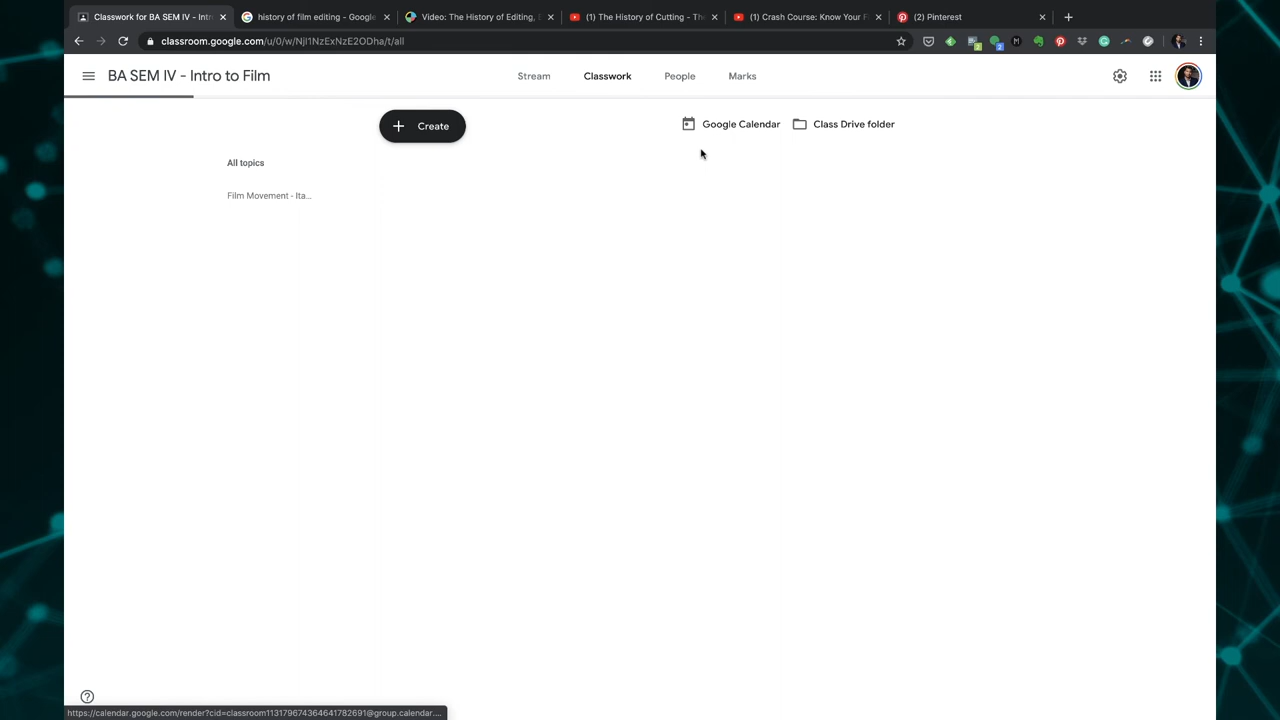 Classwork for BA SEM IV - Intr
history of film editing - Google
Video: The History of Editing, E
(1) The History of Cutting - The
(1) Crash Course: Know Your F
(2) Pinterest
classroom.google.com/u/0/w/NjI1NzExNzE2ODha/t/all
BA SEM IV - Intro to Film
Stream
Classwork
People
Marks
Create
Google Calendar
Class Drive folder
All topics
Film Movement - Ita...
https://calendar.google.com/render?cid=classroom113179674364641782691@group.calendar....